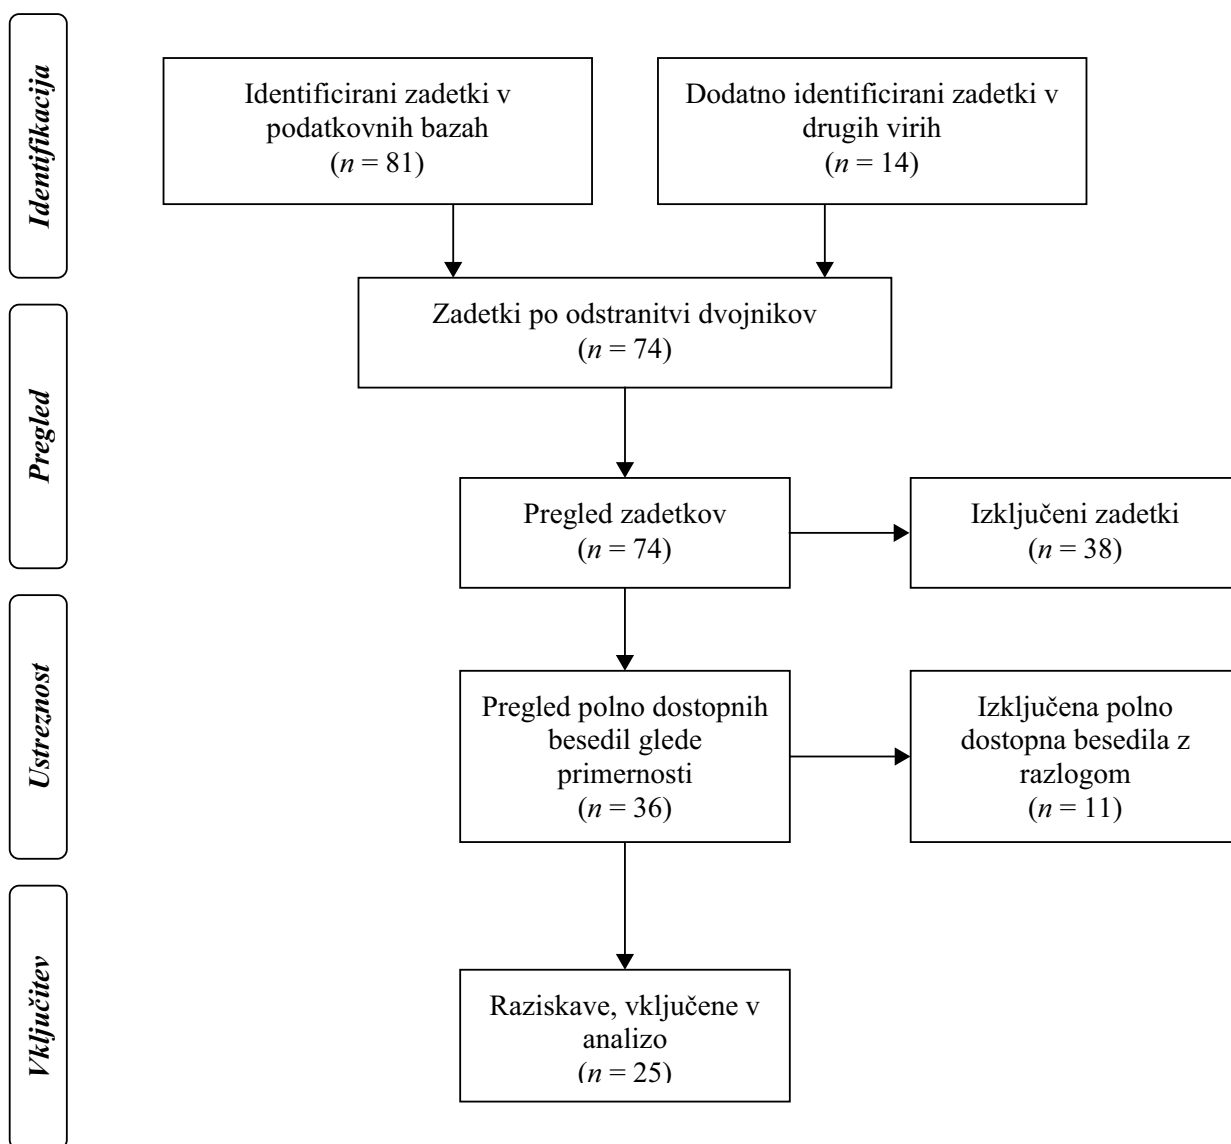 Identifikacija
Identificirani zadetki v
podatkovnih bazah
(n = 81)
Dodatno identificirani zadetki v
drugih virih
(n = 14)
Pregled
Zadetki po odstranitvi dvojnikov
(n = 74)
Pregled zadetkov
(n = 74)
Izključeni zadetki
(n = 38)
Ustreznost
Pregled polno dostopnih
besedil glede
primernosti
(n = 36)
Izključena polno
dostopna besedila z
razlogom
(n = 11)
Vključitev
Raziskave, vključene v
analizo
(n = 25)